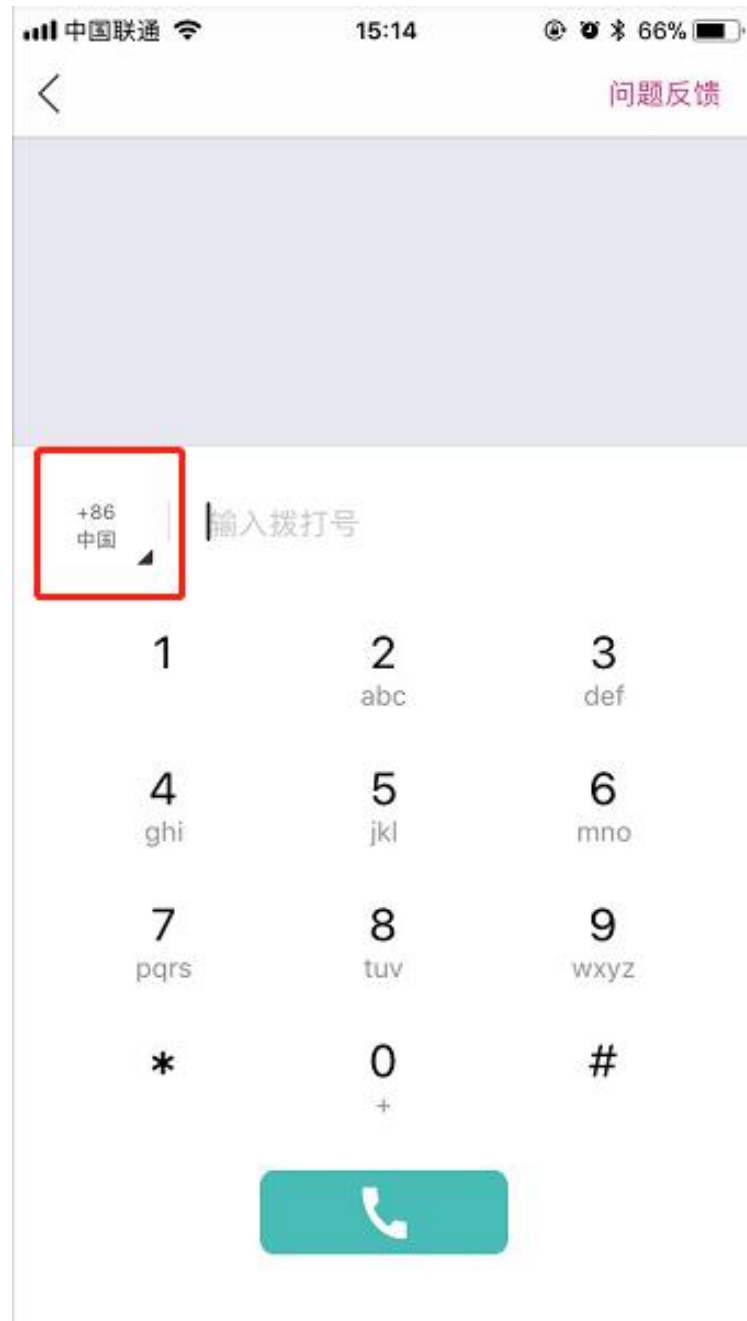 中国联通 15:14 66%
问题反馈
+86
中国
输入拨打号
1 2 3
abc def
4 5 6
ghi jkl mno
7 8 9
pqrs tuv wxyz
* 0 #
+